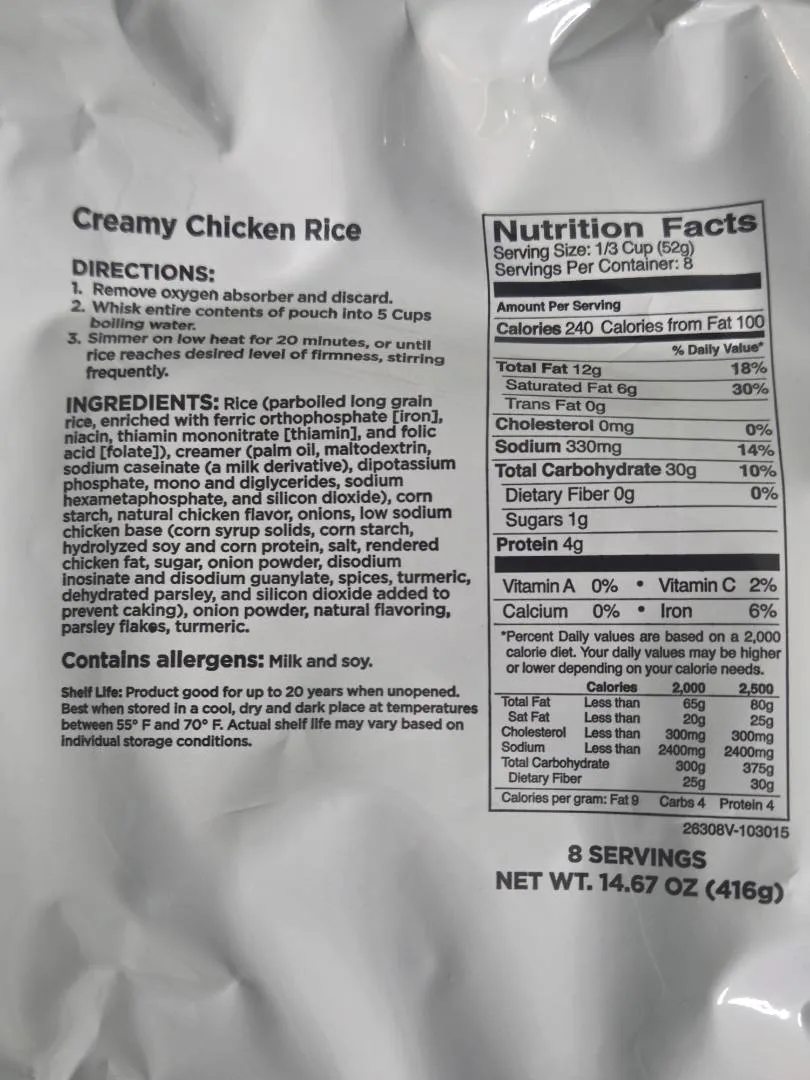 Creamy Chicken Rice
DIRECTIONS:
1. Remove oxygen absorber and discard.
2. Whisk entire contents of pouch into 5 Cups
boiling water.
3. Simmer on low heat for 20 minutes, or until
rice reaches desired level of firmness, stirring
frequently.
INGREDIENTS: Rice (parboiled long grain
rice, enriched with ferric orthophosphate [iron],
niacin, thiamin mononitrate [thiamin], and folic
acid [folate]), creamer (palm oil, maltodextrin,
sodium caseinate (a milk derivative), dipotassium
phosphate, mono and diglycerides, sodium
hexametaphosphate, and silicon dioxide), corn
starch, natural chicken flavor, onions, low sodium
chicken base (corn syrup solids, corn starch,
hydrolyzed soy and corn protein, salt, rendered
chicken fat, sugar, onion powder, disodium
inosinate and disodium guanylate, spices, turmeric,
dehydrated parsley, and silicon dioxide added to
prevent caking), onion powder, natural flavoring,
parsley flakes, turmeric.
Contains allergens: Milk and soy.
Shelf Life: Product good for up to 20 years when unopened.
Best when stored in a cool, dry and dark place at temperatures
between 55° F and 70° F. Actual shelf life may vary based on
individual storage conditions.
Nutrition Facts
Serving Size: 1/3 Cup (52g)
Servings Per Container: 8
Amount Per Serving
Calories 240 Calories from Fat 100
% Daily Value*
Total Fat 12g 18%
Saturated Fat 6g 30%
Trans Fat 0g
Cholesterol 0mg 0%
Sodium 330mg 14%
Total Carbohydrate 30g 10%
Dietary Fiber 0g 0%
Sugars 1g
Protein 4g
Vitamin A 0% • Vitamin C 2%
Calcium 0% • Iron 6%
*Percent Daily values are based on a 2,000
calorie diet. Your daily values may be higher
or lower depending on your calorie needs.
Calories 2,000 2,500
Total Fat Less than 65g 80g
Sat Fat Less than 20g 25g
Cholesterol Less than 300mg 300mg
Sodium Less than 2400mg 2400mg
Total Carbohydrate 300g 375g
Dietary Fiber 25g 30g
Calories per gram: Fat 9 Carbs 4 Protein 4
26308V-103015
8 SERVINGS
NET WT. 14.67 OZ (416g)